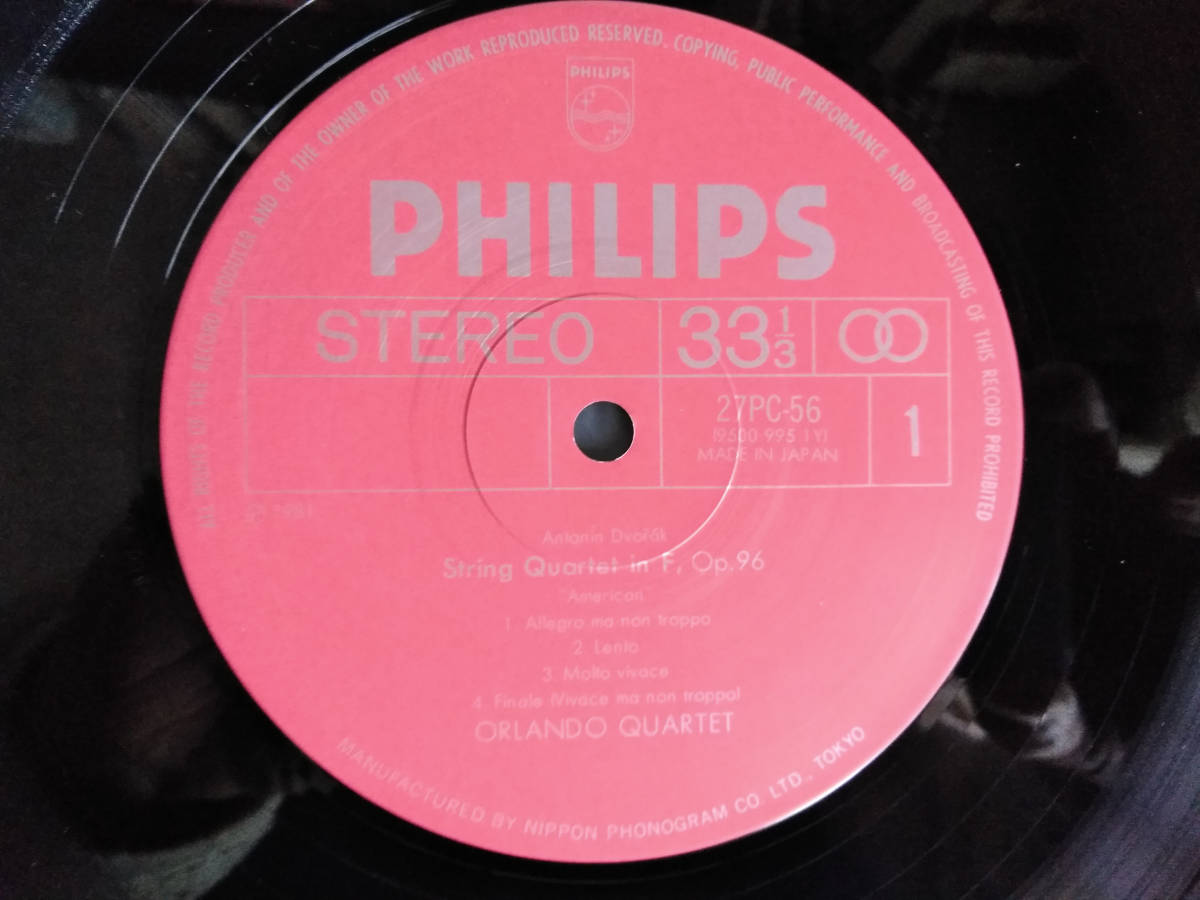 ALL RIGHTS OF THE RECORD PRODUCER AND OF THE OWNER OF THE WORK REPRODUCED RESERVED. COPYING, PUBLIC PERFORMANCE AND BROADCASTING OF THIS RECORD PROHIBITED
PHILIPS
PHILIPS
STEREO
33 1/3
27PC-56
(9500 995 1Y)
MADE IN JAPAN
1
Antonín Dvořák
String Quartet in F, Op.96
"American"
1. Allegro ma non troppo
2. Lento
3. Molto vivace
4. Finale (Vivace ma non troppo)
ORLANDO QUARTET
MANUFACTURED BY NIPPON PHONOGRAM CO. LTD., TOKYO